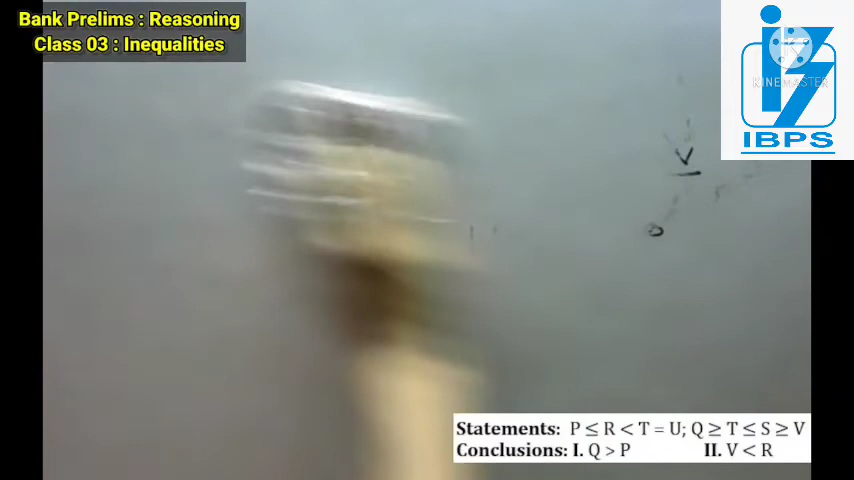 Bank Prelims : Reasoning
Class 03 : Inequalities
KINEMASTER
IBPS
Statements: P ≤ R < T = U; Q ≥ T ≤ S ≥ V
Conclusions: I. Q > P II. V < R